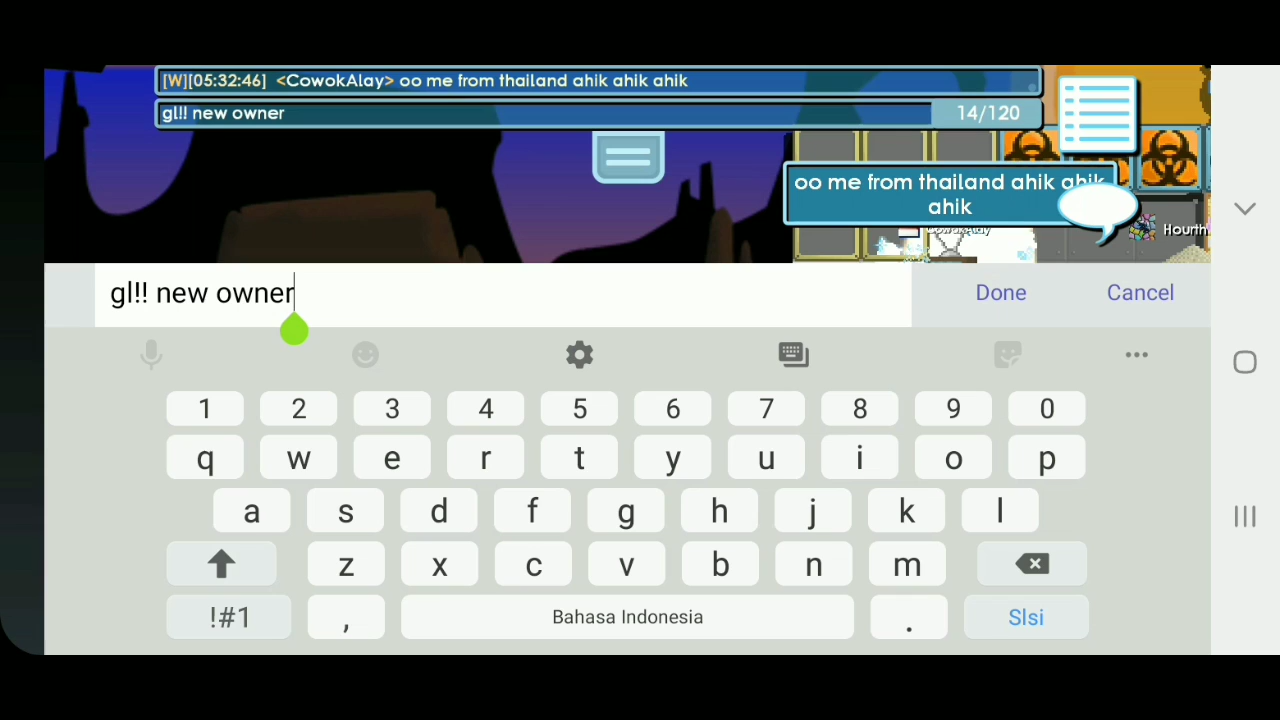 [W][05:32:46] <CowokAlay> oo me from thailand ahik ahik ahik
gl!! new owner
14/120
oo me from thailand ahik ahik
ahik
CowokAlay
Hourth
gl!! new owner
Done
Cancel
1 2 3 4 5 6 7 8 9 0
q w e r t y u i o p
a s d f g h j k l
z x c v b n m
!#1 , Bahasa Indonesia . Slsi